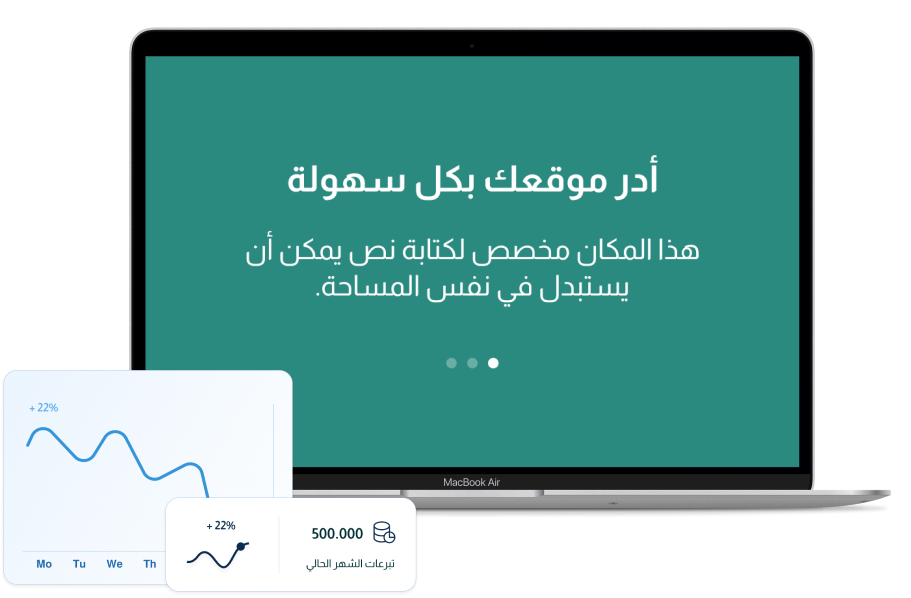 أدر موقعك بكل سهولة
هذا المكان مخصص لكتابة نص يمكن أن
يستبدل في نفس المساحة.
MacBook Air
+ 22%
Mo Tu We Th
+ 22%
500.000
تبرعات الشهر الحالي